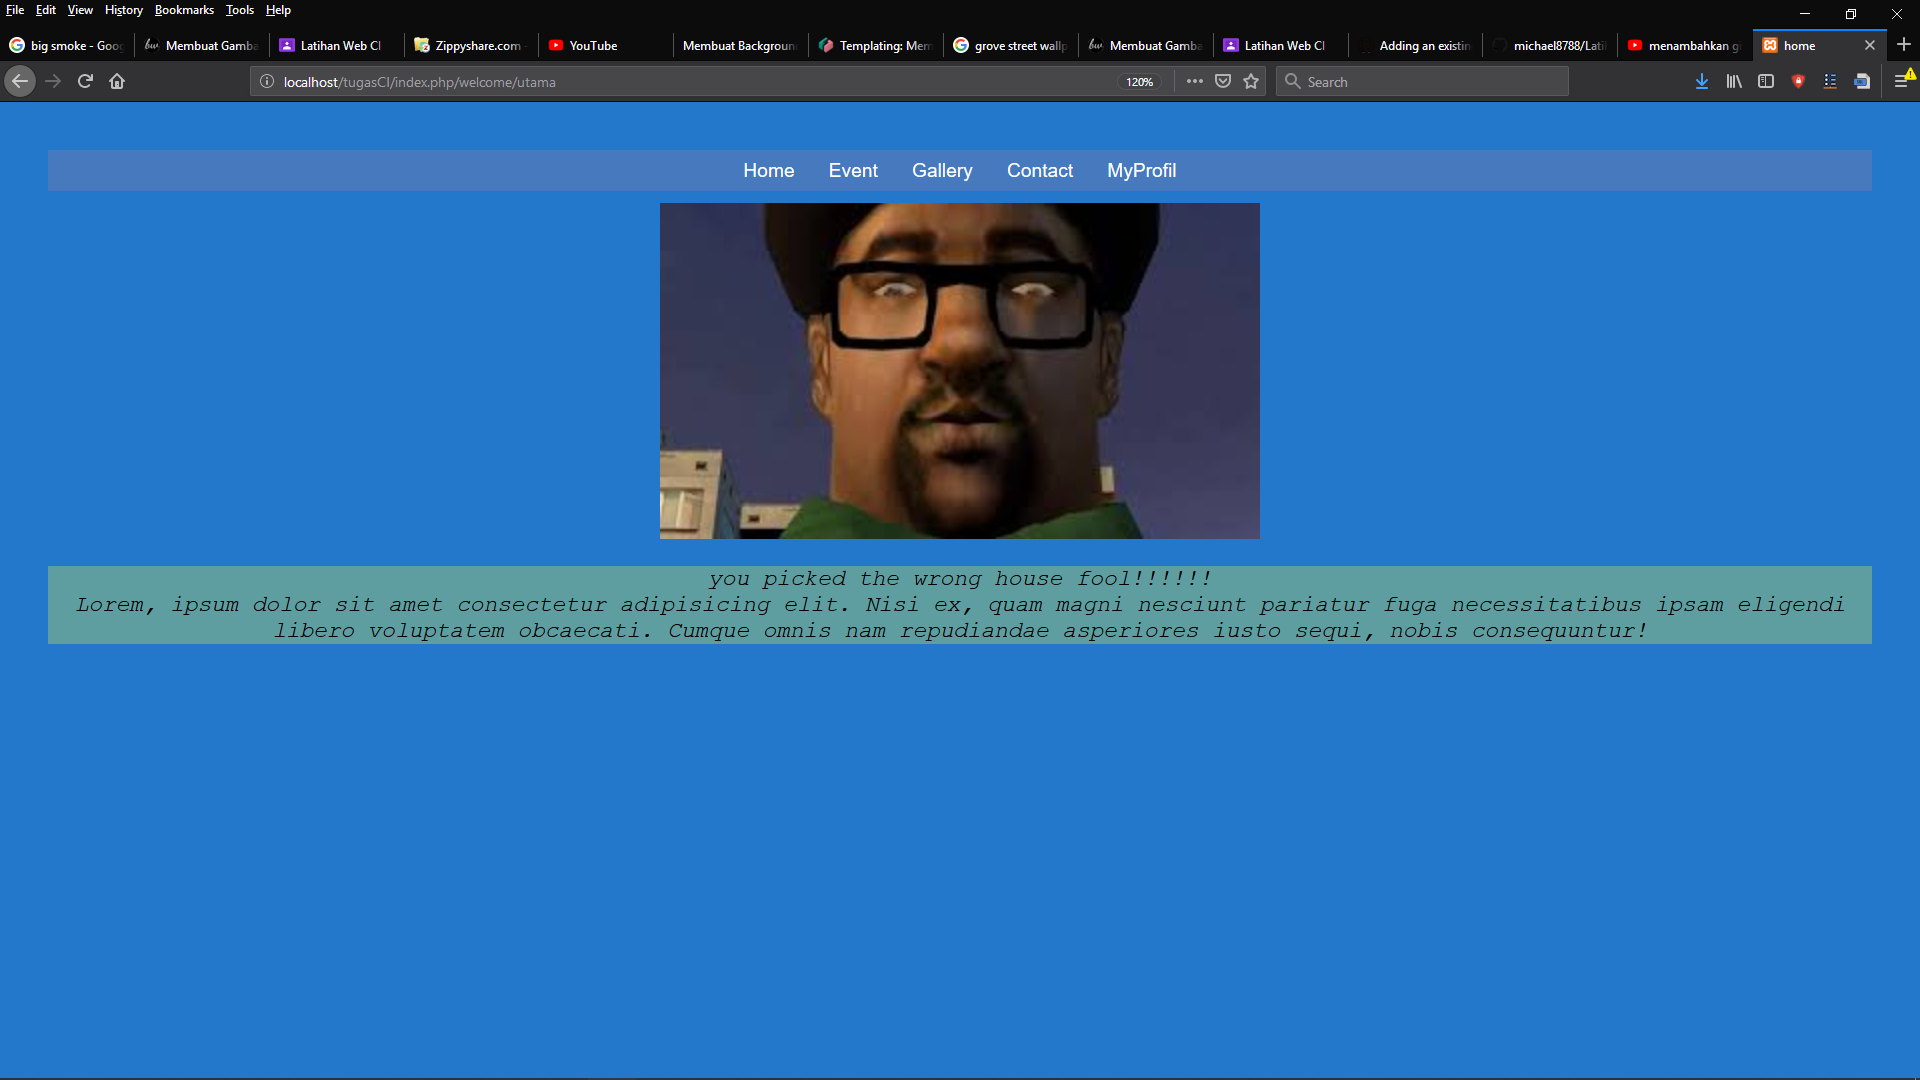 File Edit View History Bookmarks Tools Help
big smoke - Goo Membuat Gamba Latihan Web CI Zippyshare.com - YouTube Membuat Backgroun Templating: Mem grove street wallp Membuat Gamba Latihan Web CI Adding an existin michael8788/Lati menambahkan gi home
localhost/tugasCI/index.php/welcome/utama 120% Search
Home Event Gallery Contact MyProfil
you picked the wrong house fool!!!!!!
Lorem, ipsum dolor sit amet consectetur adipisicing elit. Nisi ex, quam magni nesciunt pariatur fuga necessitatibus ipsam eligendi
libero voluptatem obcaecati. Cumque omnis nam repudiandae asperiores iusto sequi, nobis consequuntur!